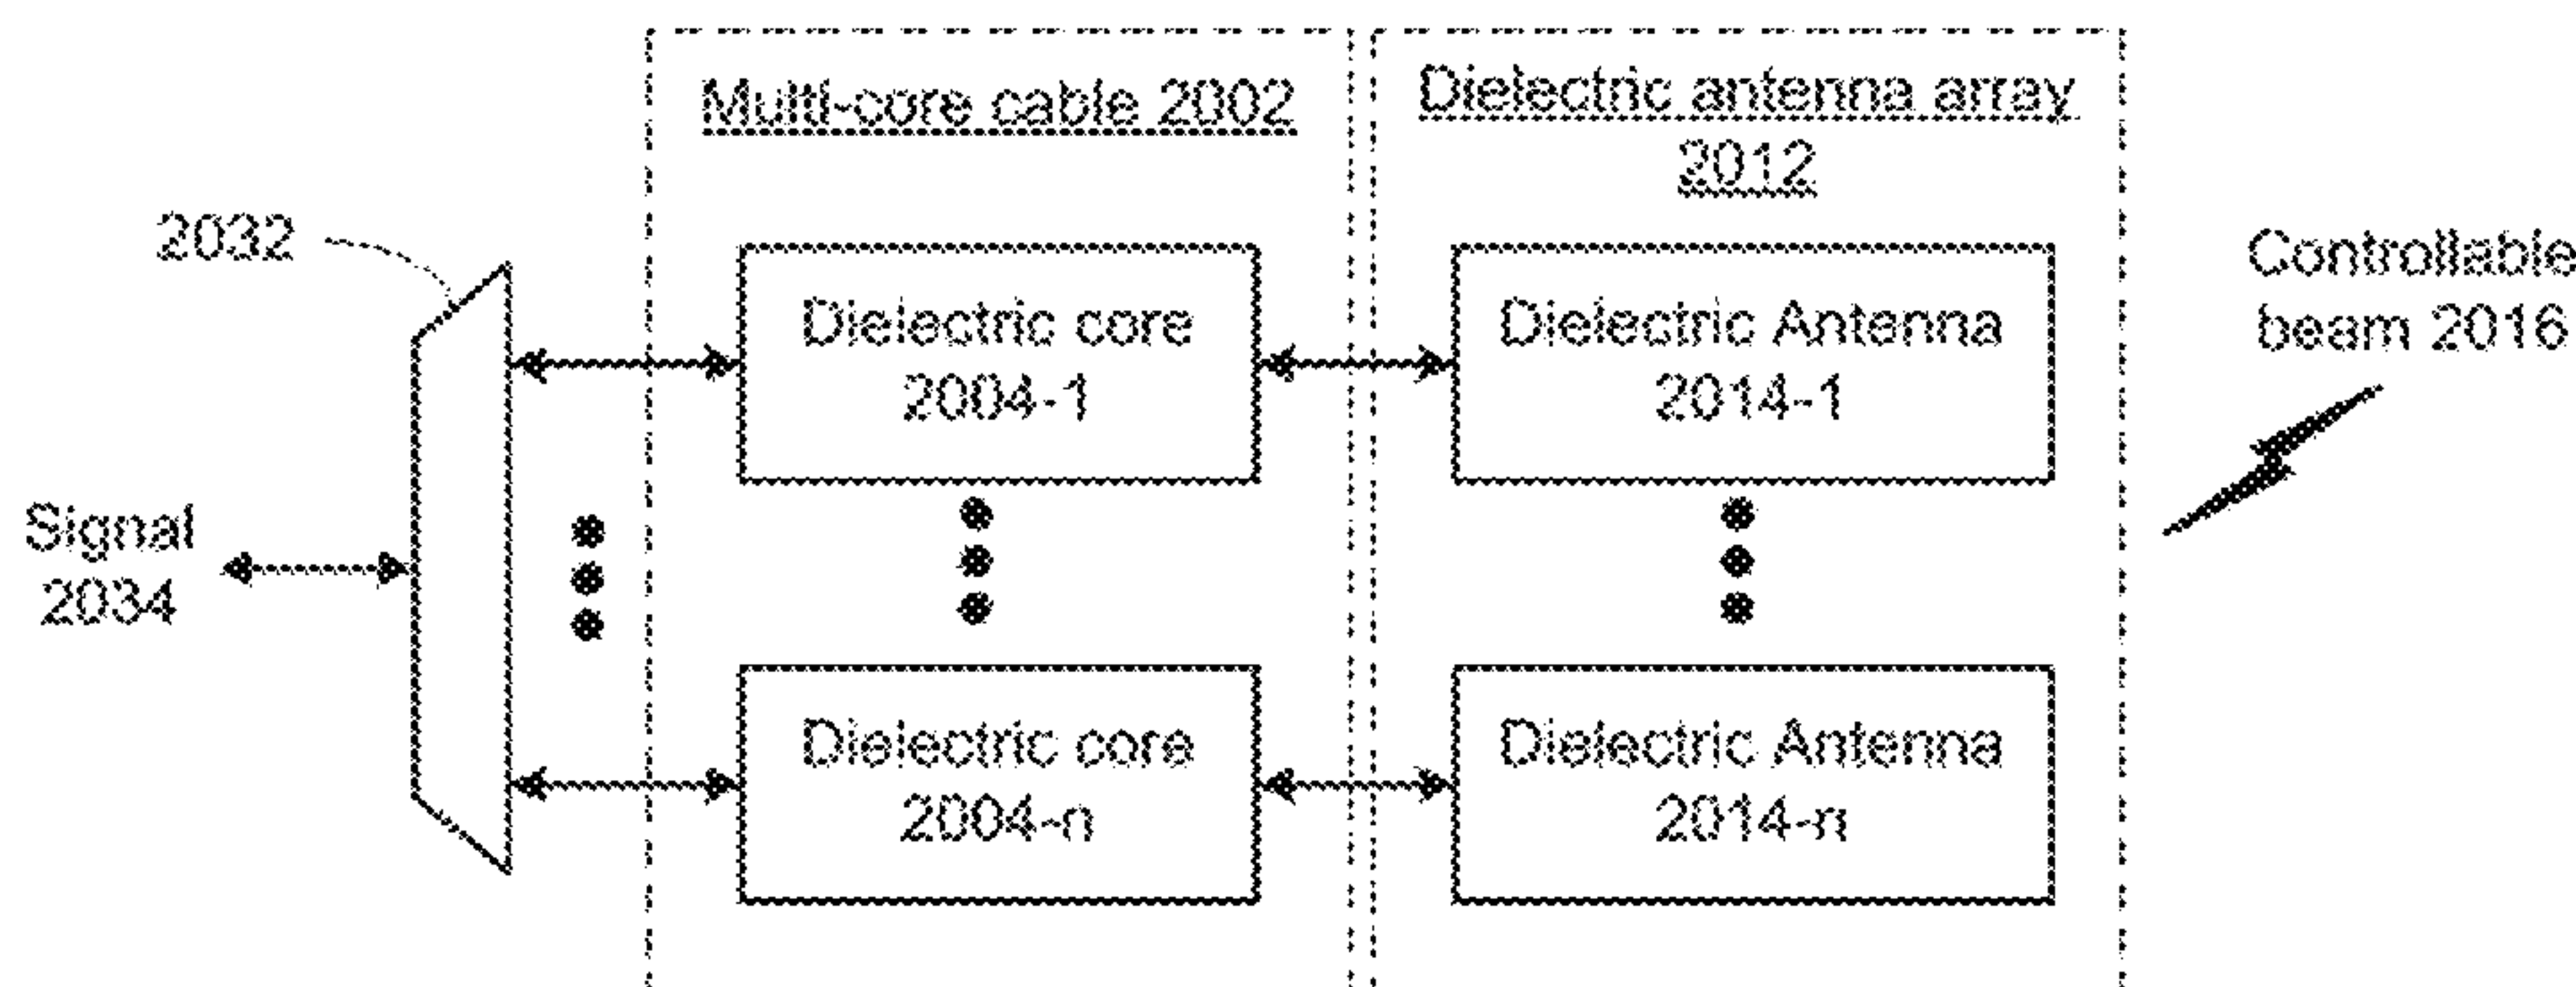 Multi-core cable 2002
Dielectric antenna array
2012
2032
Controllable
beam 2016
Dielectric core
2004-1
Dielectric Antenna
2014-1
Signal
2034
Dielectric core
2004-n
Dielectric Antenna
2014-n